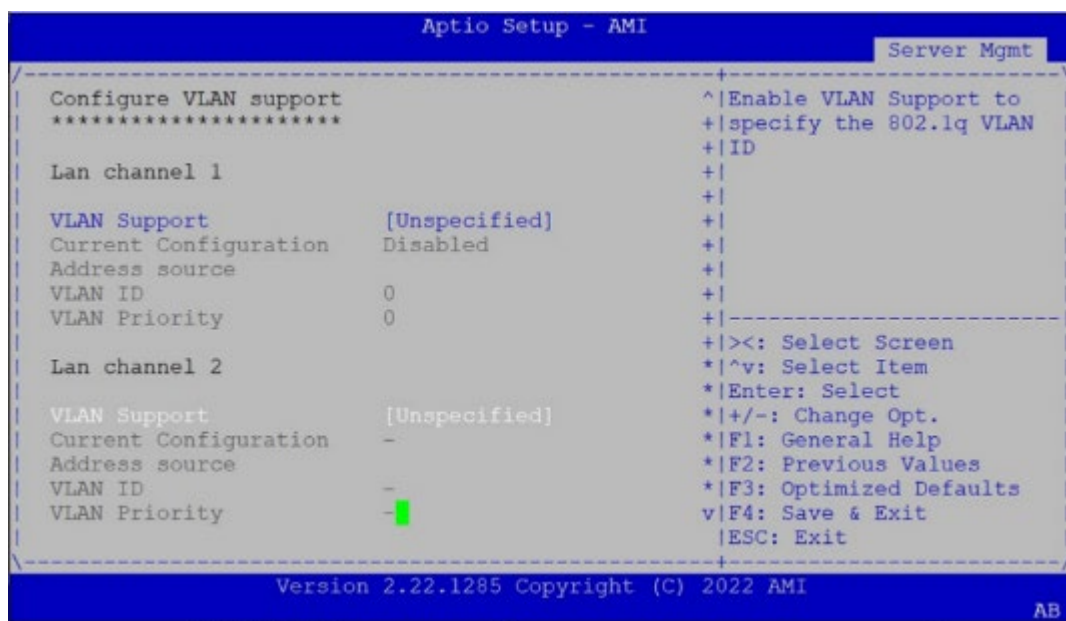 Aptio Setup - AMI
Server Mgmt
Configure VLAN support
**********************
Lan channel 1
VLAN Support [Unspecified]
Current Configuration Disabled
Address source
VLAN ID 0
VLAN Priority 0
Lan channel 2
VLAN Support [Unspecified]
Current Configuration -
Address source
VLAN ID -
VLAN Priority -
Enable VLAN Support to
specify the 802.1q VLAN
ID
><: Select Screen
^v: Select Item
Enter: Select
+/-: Change Opt.
F1: General Help
F2: Previous Values
F3: Optimized Defaults
F4: Save & Exit
ESC: Exit
Version 2.22.1285 Copyright (C) 2022 AMI
AB